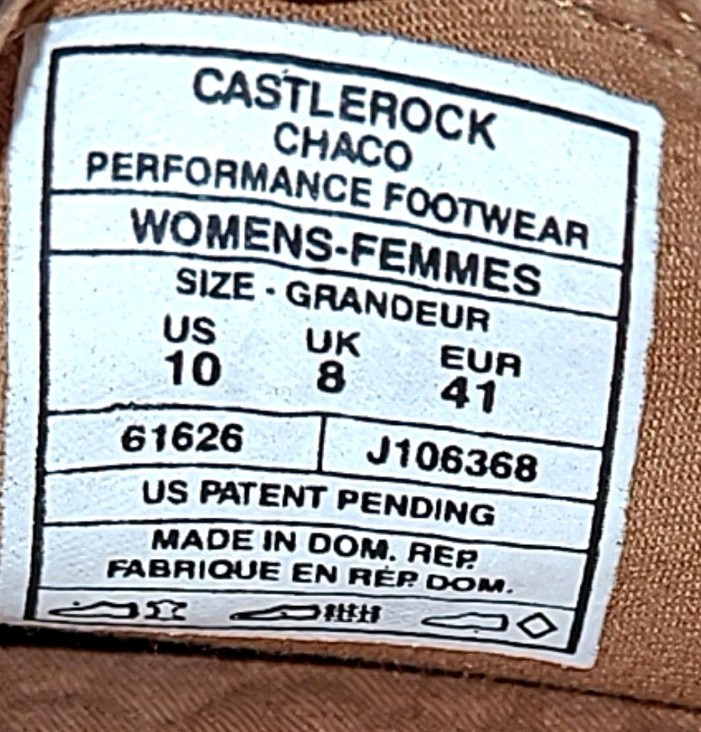 CASTLEROCK
CHACO
PERFORMANCE FOOTWEAR
WOMENS-FEMMES
SIZE - GRANDEUR
US UK EUR
10 8 41
61626 J106368
US PATENT PENDING
MADE IN DOM. REP.
FABRIQUE EN RÉP. DOM.